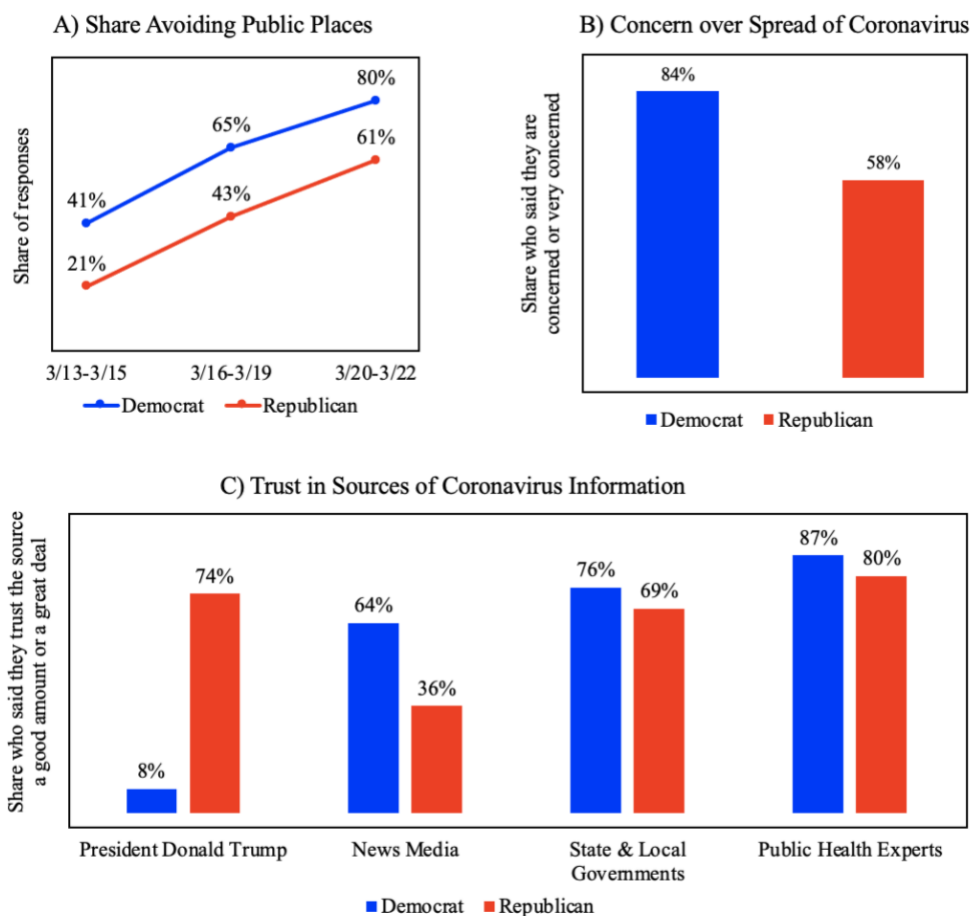 A) Share Avoiding Public Places
Share of responses
80%
65%
61%
41%
43%
21%
3/13-3/15
3/16-3/19
3/20-3/22
Democrat
Republican
B) Concern over Spread of Coronavirus
Share who said they are
concerned or very concerned
84%
58%
Democrat
Republican
C) Trust in Sources of Coronavirus Information
Share who said they trust the source
a good amount or a great deal
8%
74%
64%
36%
76%
69%
87%
80%
President Donald Trump
News Media
State & Local
Governments
Public Health Experts
Democrat
Republican